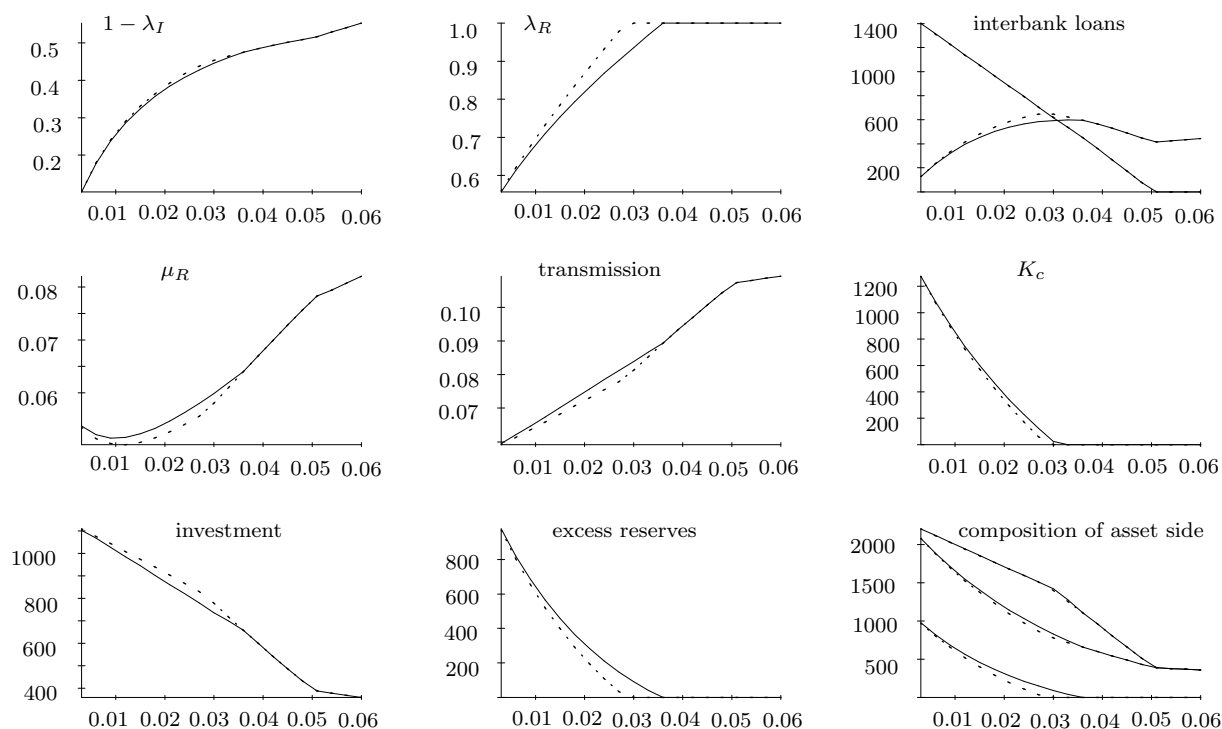 1 − λ_I
0.5
0.4
0.3
0.2
0.01 0.02 0.03 0.04 0.05 0.06
λ_R
1.0
0.9
0.8
0.7
0.6
0.01 0.02 0.03 0.04 0.05 0.06
interbank loans
1400
1000
600
200
0.01 0.02 0.03 0.04 0.05 0.06
μ_R
0.08
0.07
0.06
0.01 0.02 0.03 0.04 0.05 0.06
transmission
0.10
0.09
0.08
0.07
0.01 0.02 0.03 0.04 0.05 0.06
K_c
1200
1000
800
600
400
200
0.01 0.02 0.03 0.04 0.05 0.06
investment
1000
800
600
400
0.01 0.02 0.03 0.04 0.05 0.06
excess reserves
800
600
400
200
0.01 0.02 0.03 0.04 0.05 0.06
composition of asset side
2000
1500
1000
500
0.01 0.02 0.03 0.04 0.05 0.06